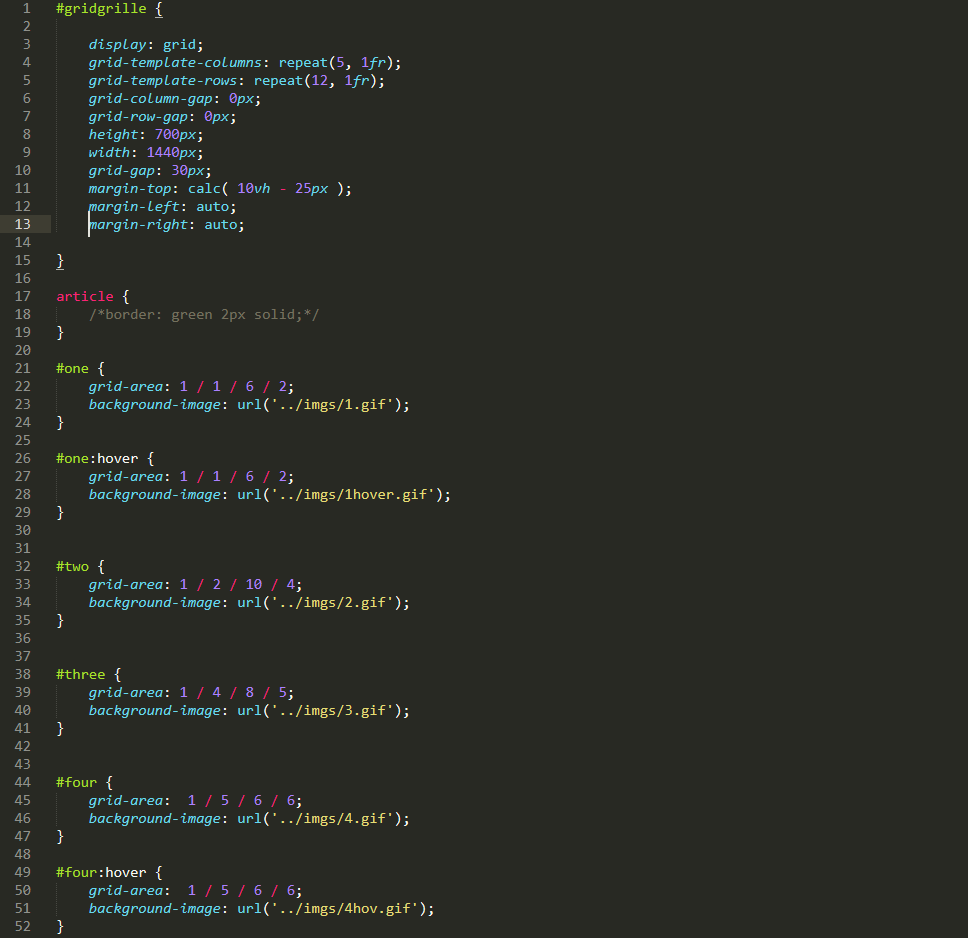 1 #gridgrille {
2
3 display: grid;
4 grid-template-columns: repeat(5, 1fr);
5 grid-template-rows: repeat(12, 1fr);
6 grid-column-gap: 0px;
7 grid-row-gap: 0px;
8 height: 700px;
9 width: 1440px;
10 grid-gap: 30px;
11 margin-top: calc( 10vh - 25px );
12 margin-left: auto;
13 margin-right: auto;
14
15 }
16
17 article {
18 /*border: green 2px solid;*/
19 }
20
21 #one {
22 grid-area: 1 / 1 / 6 / 2;
23 background-image: url('../imgs/1.gif');
24 }
25
26 #one:hover {
27 grid-area: 1 / 1 / 6 / 2;
28 background-image: url('../imgs/1hover.gif');
29 }
30
31
32 #two {
33 grid-area: 1 / 2 / 10 / 4;
34 background-image: url('../imgs/2.gif');
35 }
36
37
38 #three {
39 grid-area: 1 / 4 / 8 / 5;
40 background-image: url('../imgs/3.gif');
41 }
42
43
44 #four {
45 grid-area:  1 / 5 / 6 / 6;
46 background-image: url('../imgs/4.gif');
47 }
48
49 #four:hover {
50 grid-area:  1 / 5 / 6 / 6;
51 background-image: url('../imgs/4hov.gif');
52 }